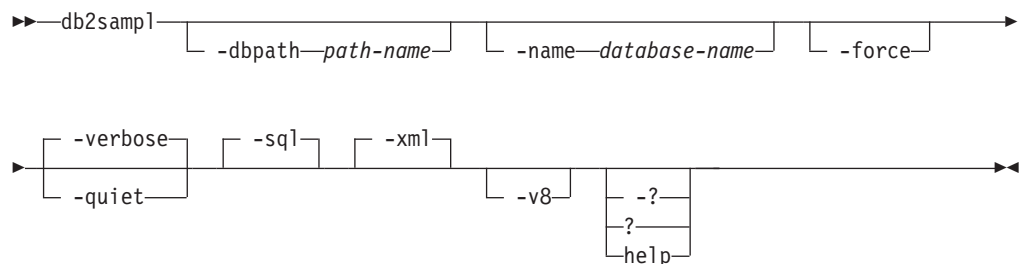 db2sampl
-dbpath path-name -name database-name -force
-verbose -sql -xml
-quiet -v8 -?
?
help